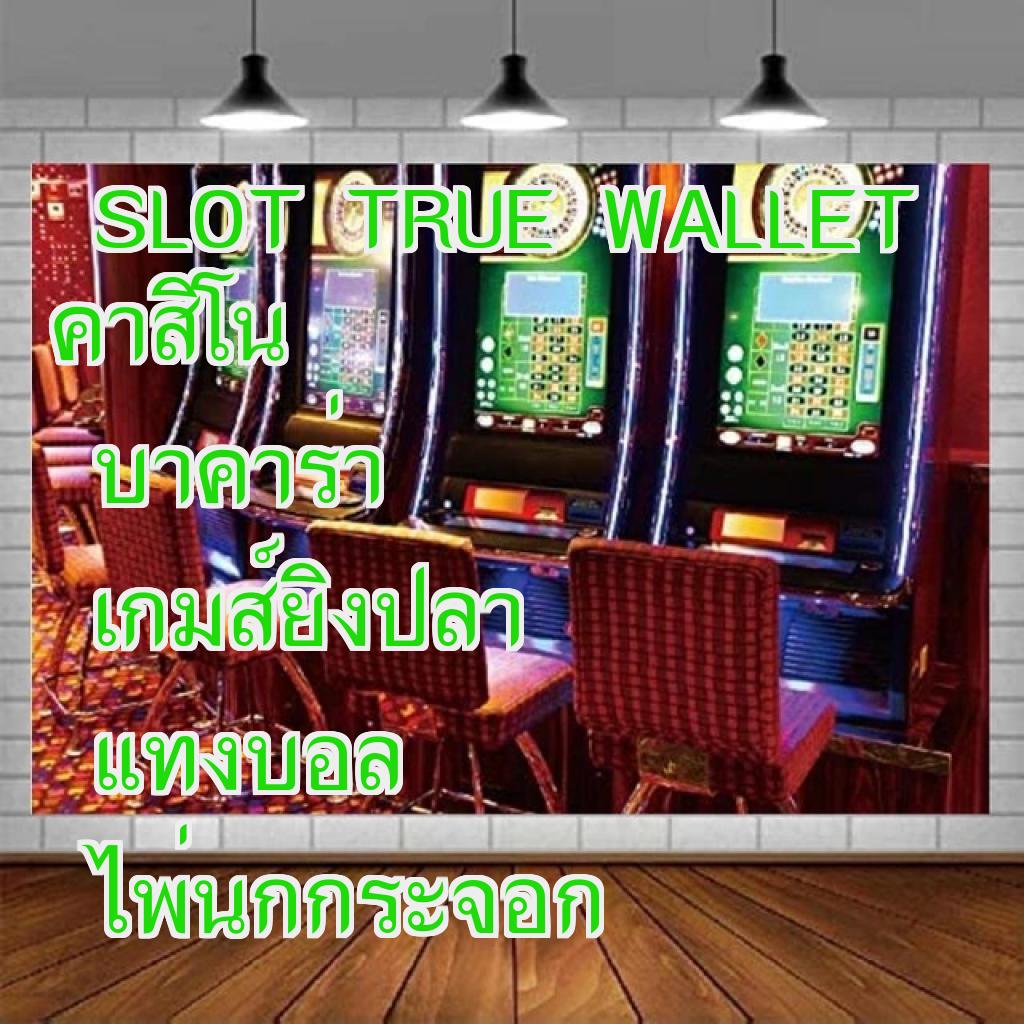 SLOT TRUE WALLET
คาสิโน
บาคาร่า
เกมส์ยิงปลา
แทงบอล
ไพ่นกกระจอก